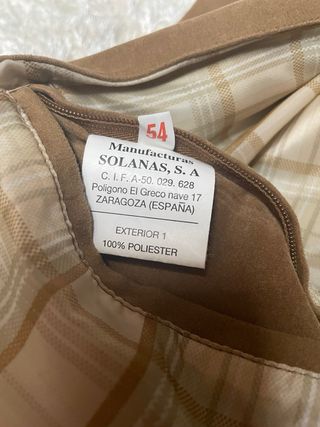 54
Manufacturas
SOLANAS, S. A
C. I. F. A-50. 029. 628
Poligono El Greco nave 17
ZARAGOZA (ESPAÑA)
EXTERIOR 1
100% POLIESTER